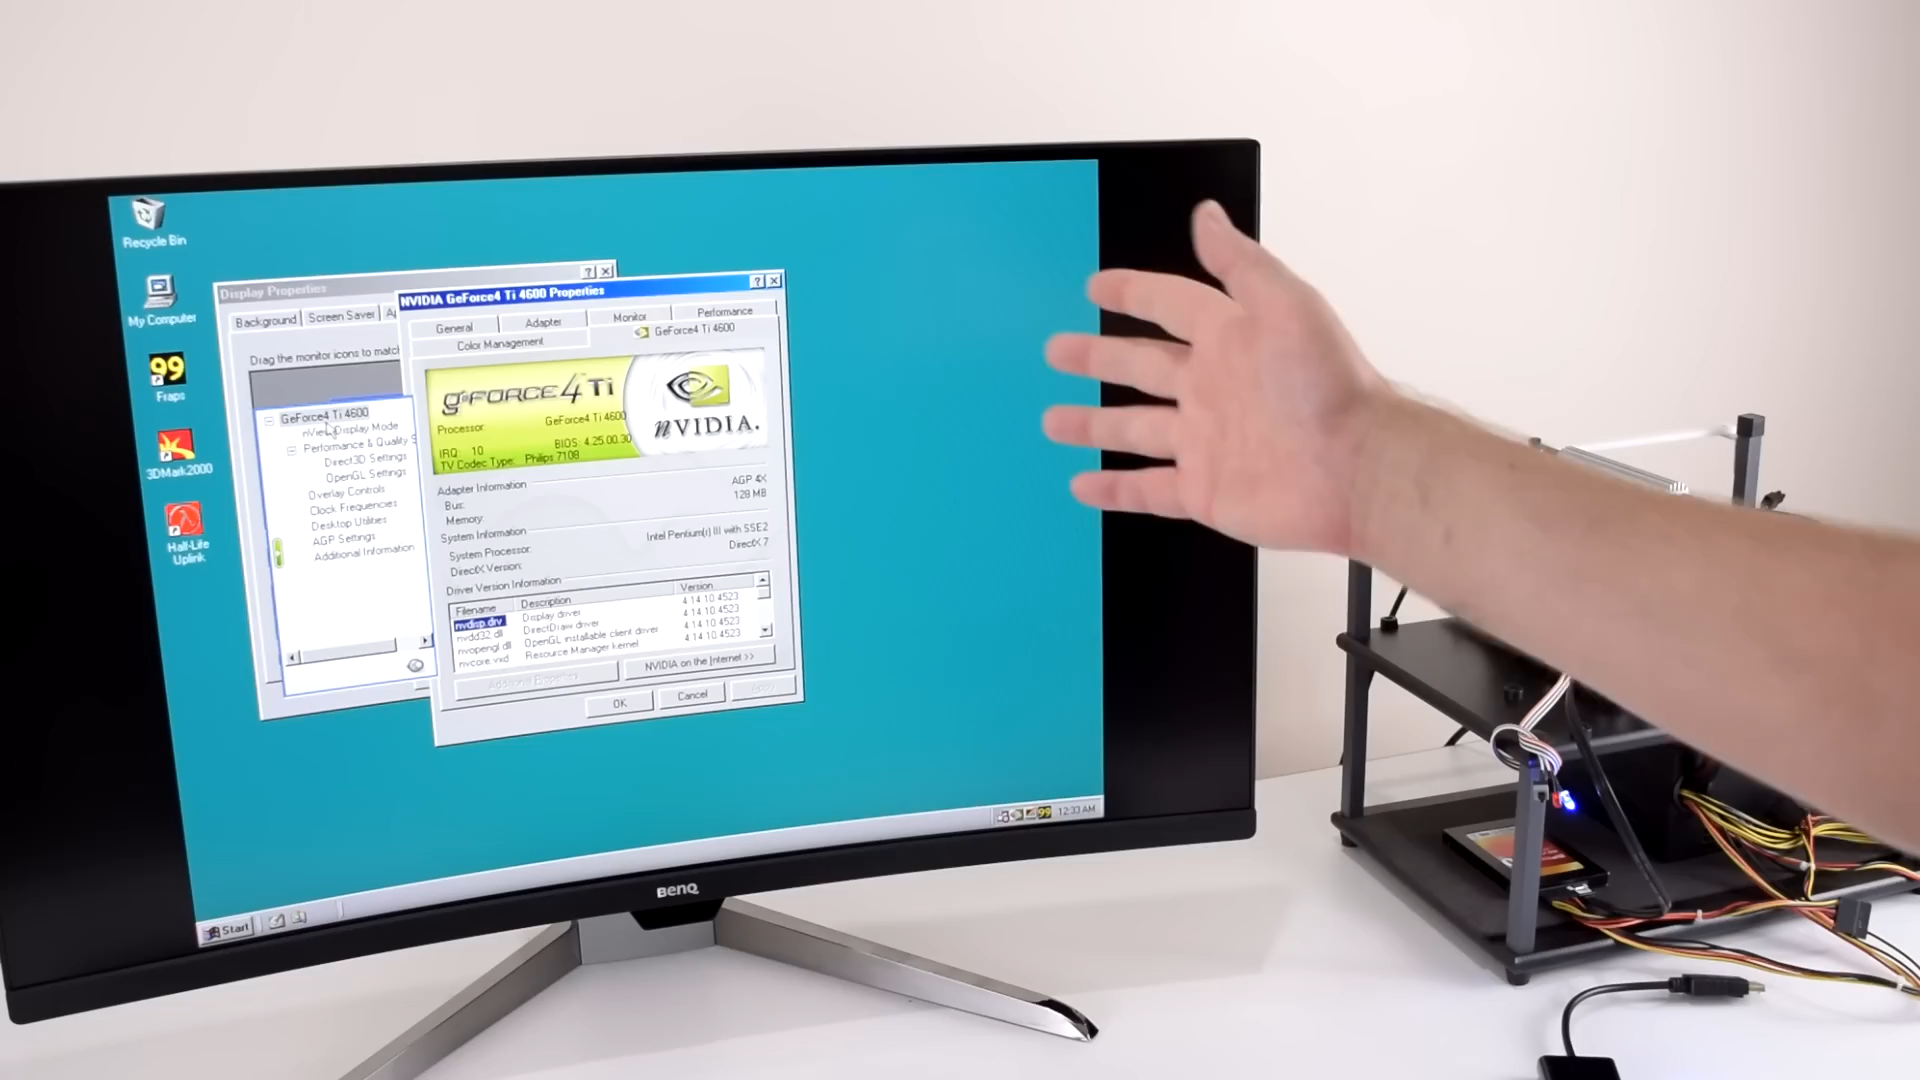 Recycle Bin
My Computer
99
Fraps
3DMark2000
Half-Life
Uplink
Display Properties
Background
Screen Saver
Drag the monitor icons to match
GeForce4 Ti 4600
nView Display Mode
Performance & Quality S
Direct3D Settings
OpenGL Settings
Overlay Controls
Clock Frequencies
Desktop Utilities
AGP Settings
Additional Information
NVIDIA GeForce4 Ti 4600 Properties
General
Adapter
Monitor
Performance
Color Management
GeForce4 Ti 4600
GeForce4 Ti
nVIDIA.
Processor:
GeForce4 Ti 4600
IRQ 10
BIOS: 4.25.00.30
TV Codec Type: Philips 7108
Adapter Information
Bus:
AGP 4X
Memory:
128 MB
System Information
System Processor:
Intel Pentium(r) III with SSE2
DirectX Version:
DirectX 7
Driver Version Information
Filename
Description
Version
nvdisp.drv
Display driver
4.14.10.4523
nvdd32.dll
DirectDraw driver
4.14.10.4523
nvopengl.dll
OpenGL installable client driver
4.14.10.4523
nvcore.vxd
Resource Manager kernel
4.14.10.4523
Additional Properties
NVIDIA on the Internet >>
OK
Cancel
Apply
Start
99
12:33 AM
BenQ